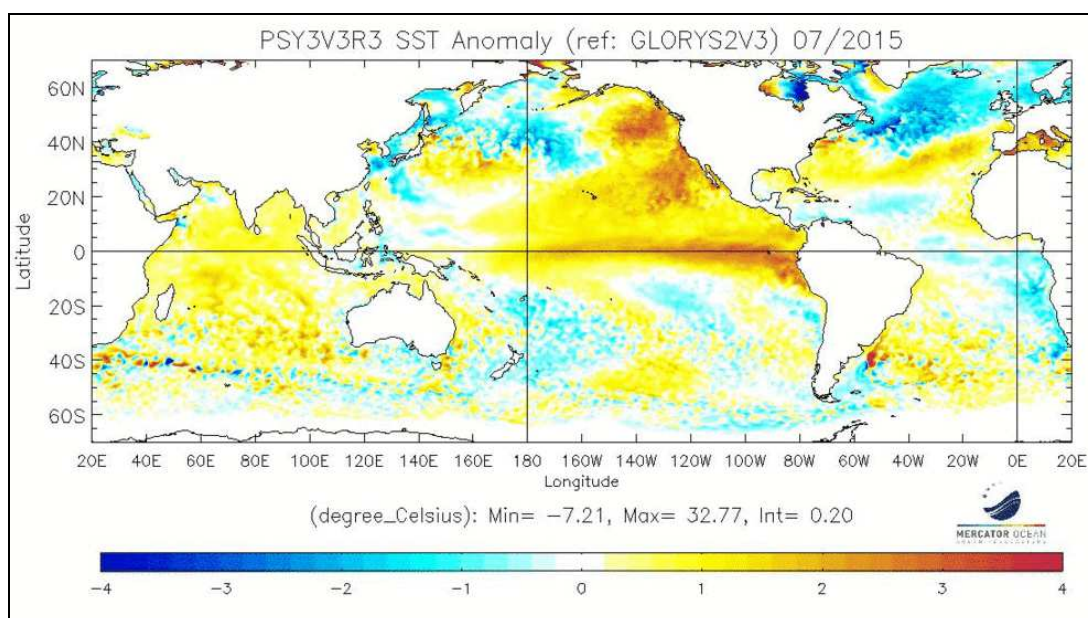 PSY3V3R3 SST Anomaly (ref: GLORYS2V3) 07/2015
60N
40N
20N
0
20S
40S
60S
Latitude
20E 40E 60E 80E 100E 120E 140E 160E 180 160W 140W 120W 100W 80W 60W 40W 20W 0E 20E
Longitude
(degree_Celsius): Min= −7.21, Max= 32.77, Int= 0.20
MERCATOR OCEAN
−4 −3 −2 −1 0 1 2 3 4